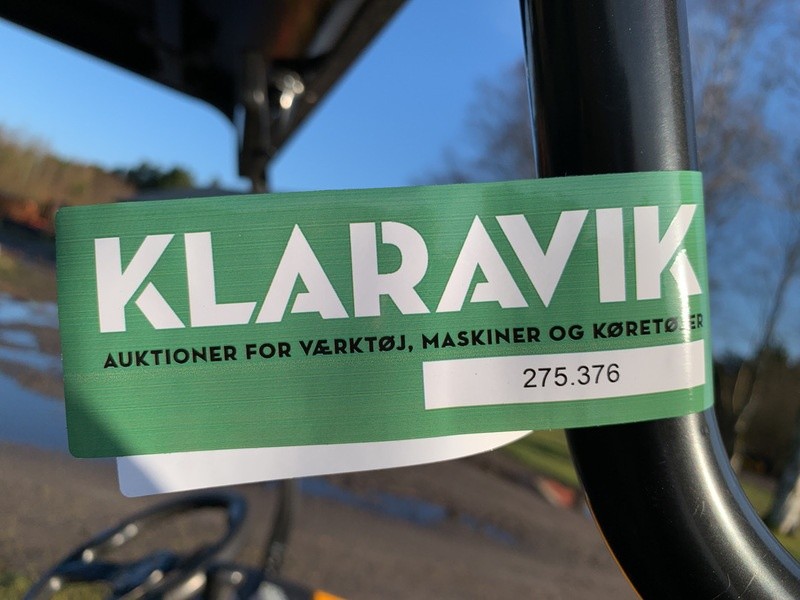 KLARAVIK
AUKTIONER FOR VÆRKTØJ, MASKINER OG KØRETØJER
275.376